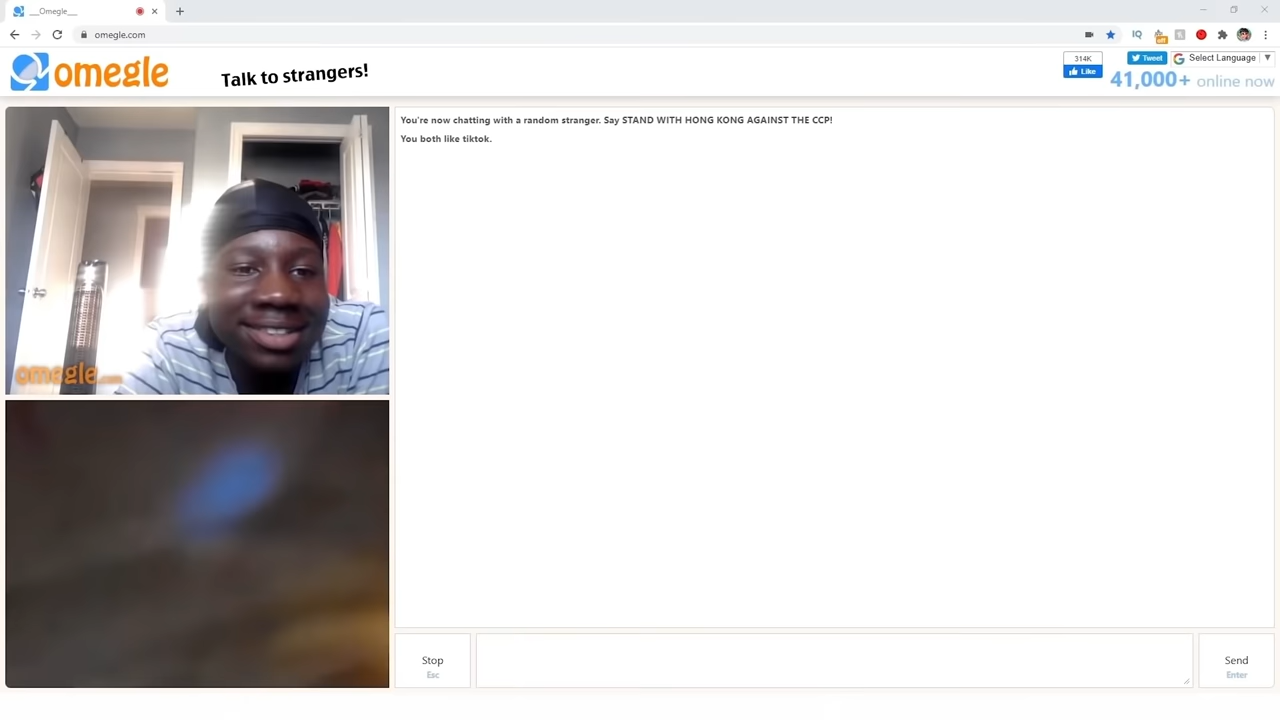 __Omegle__
omegle.com
IQ
off
omegle
Talk to strangers!
314K
Like
Tweet
Select Language
41,000+ online now
You're now chatting with a random stranger. Say STAND WITH HONG KONG AGAINST THE CCP!
You both like tiktok.
omegle.com
Stop
Esc
Send
Enter